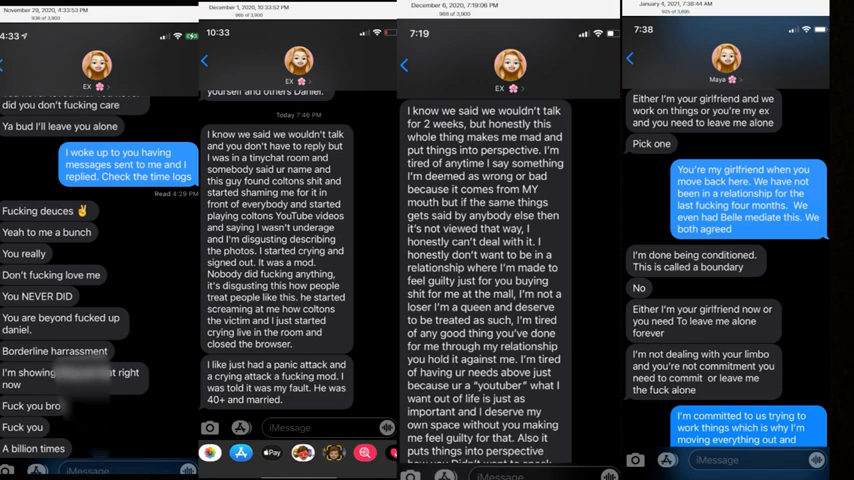 November 29, 2020, 4:33:53 PM
936 of 3,900
4:33
EX
did you don't fucking care
Ya bud I'll leave you alone
I woke up to you having
messages sent to me and I
replied. Check the time logs
Read 4:29 PM
Fucking deuces ✌️
Yeah to me a bunch
You really
Don't fucking love me
You NEVER DID
You are beyond fucked up
daniel.
Borderline harrassment
I'm showing
at right
now
Fuck you bro
Fuck you
A billion times
iMessage
December 1, 2020, 10:33:52 PM
965 of 3,900
10:33
EX
yourself and others Daniel.
Today 7:46 PM
I know we said we wouldn't talk
and you don't have to reply but
I was in a tinychat room and
somebody said ur name and
this guy found coltons shit and
started shaming me for it in
front of everybody and started
playing coltons YouTube videos
and saying I wasn't underage
and I'm disgusting describing
the photos. I started crying and
signed out. It was a mod.
Nobody did fucking anything,
it's disgusting this how people
treat people like this. he started
screaming at me how coltons
the victim and I just started
crying live in the room and
closed the browser.
I like just had a panic attack and
a crying attack a fucking mod. I
was told it was my fault. He was
40+ and married.
iMessage
Pay
December 6, 2020, 7:19:06 PM
968 of 3,900
7:19
EX
I know we said we wouldn't talk
for 2 weeks, but honestly this
whole thing makes me mad and
put things into perspective. I'm
tired of anytime I say something
I'm deemed as wrong or bad
because it comes from MY
mouth but if the same things
gets said by anybody else then
it's not viewed that way, I
honestly can't deal with it. I
honestly don't want to be in a
relationship where I'm made to
feel guilty just for you buying
shit for me at the mall, I'm not a
loser I'm a queen and deserve
to be treated as such, I'm tired
of any good thing you've done
for me through my relationship
you hold it against me. I'm tired
of having ur needs above just
because ur a "youtuber" what I
want out of life is just as
important and I deserve my
own space without you making
me feel guilty for that. Also it
puts things into perspective
iMessage
January 4, 2021, 7:38:44 AM
925 of 3,695
7:38
Maya
Either I'm your girlfriend and we
work on things or you're my ex
and you need to leave me alone
Pick one
You're my girlfriend when you
move back here. We have not
been in a relationship for the
last fucking four months. We
even had Belle mediate this. We
both agreed
I'm done being conditioned.
This is called a boundary
No
Either I'm your girlfriend now or
you need To leave me alone
forever
I'm not dealing with your limbo
and you're not commitment you
need to commit or leave me
the fuck alone
I'm committed to us trying to
work things which is why I'm
moving everything out and
iMessage